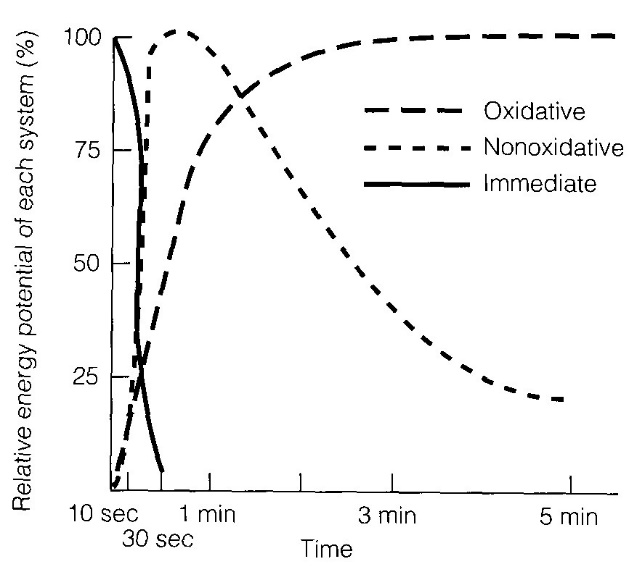 Relative energy potential of each system (%)
100
75
50
25
Oxidative
Nonoxidative
Immediate
10 sec
30 sec
1 min
3 min
5 min
Time